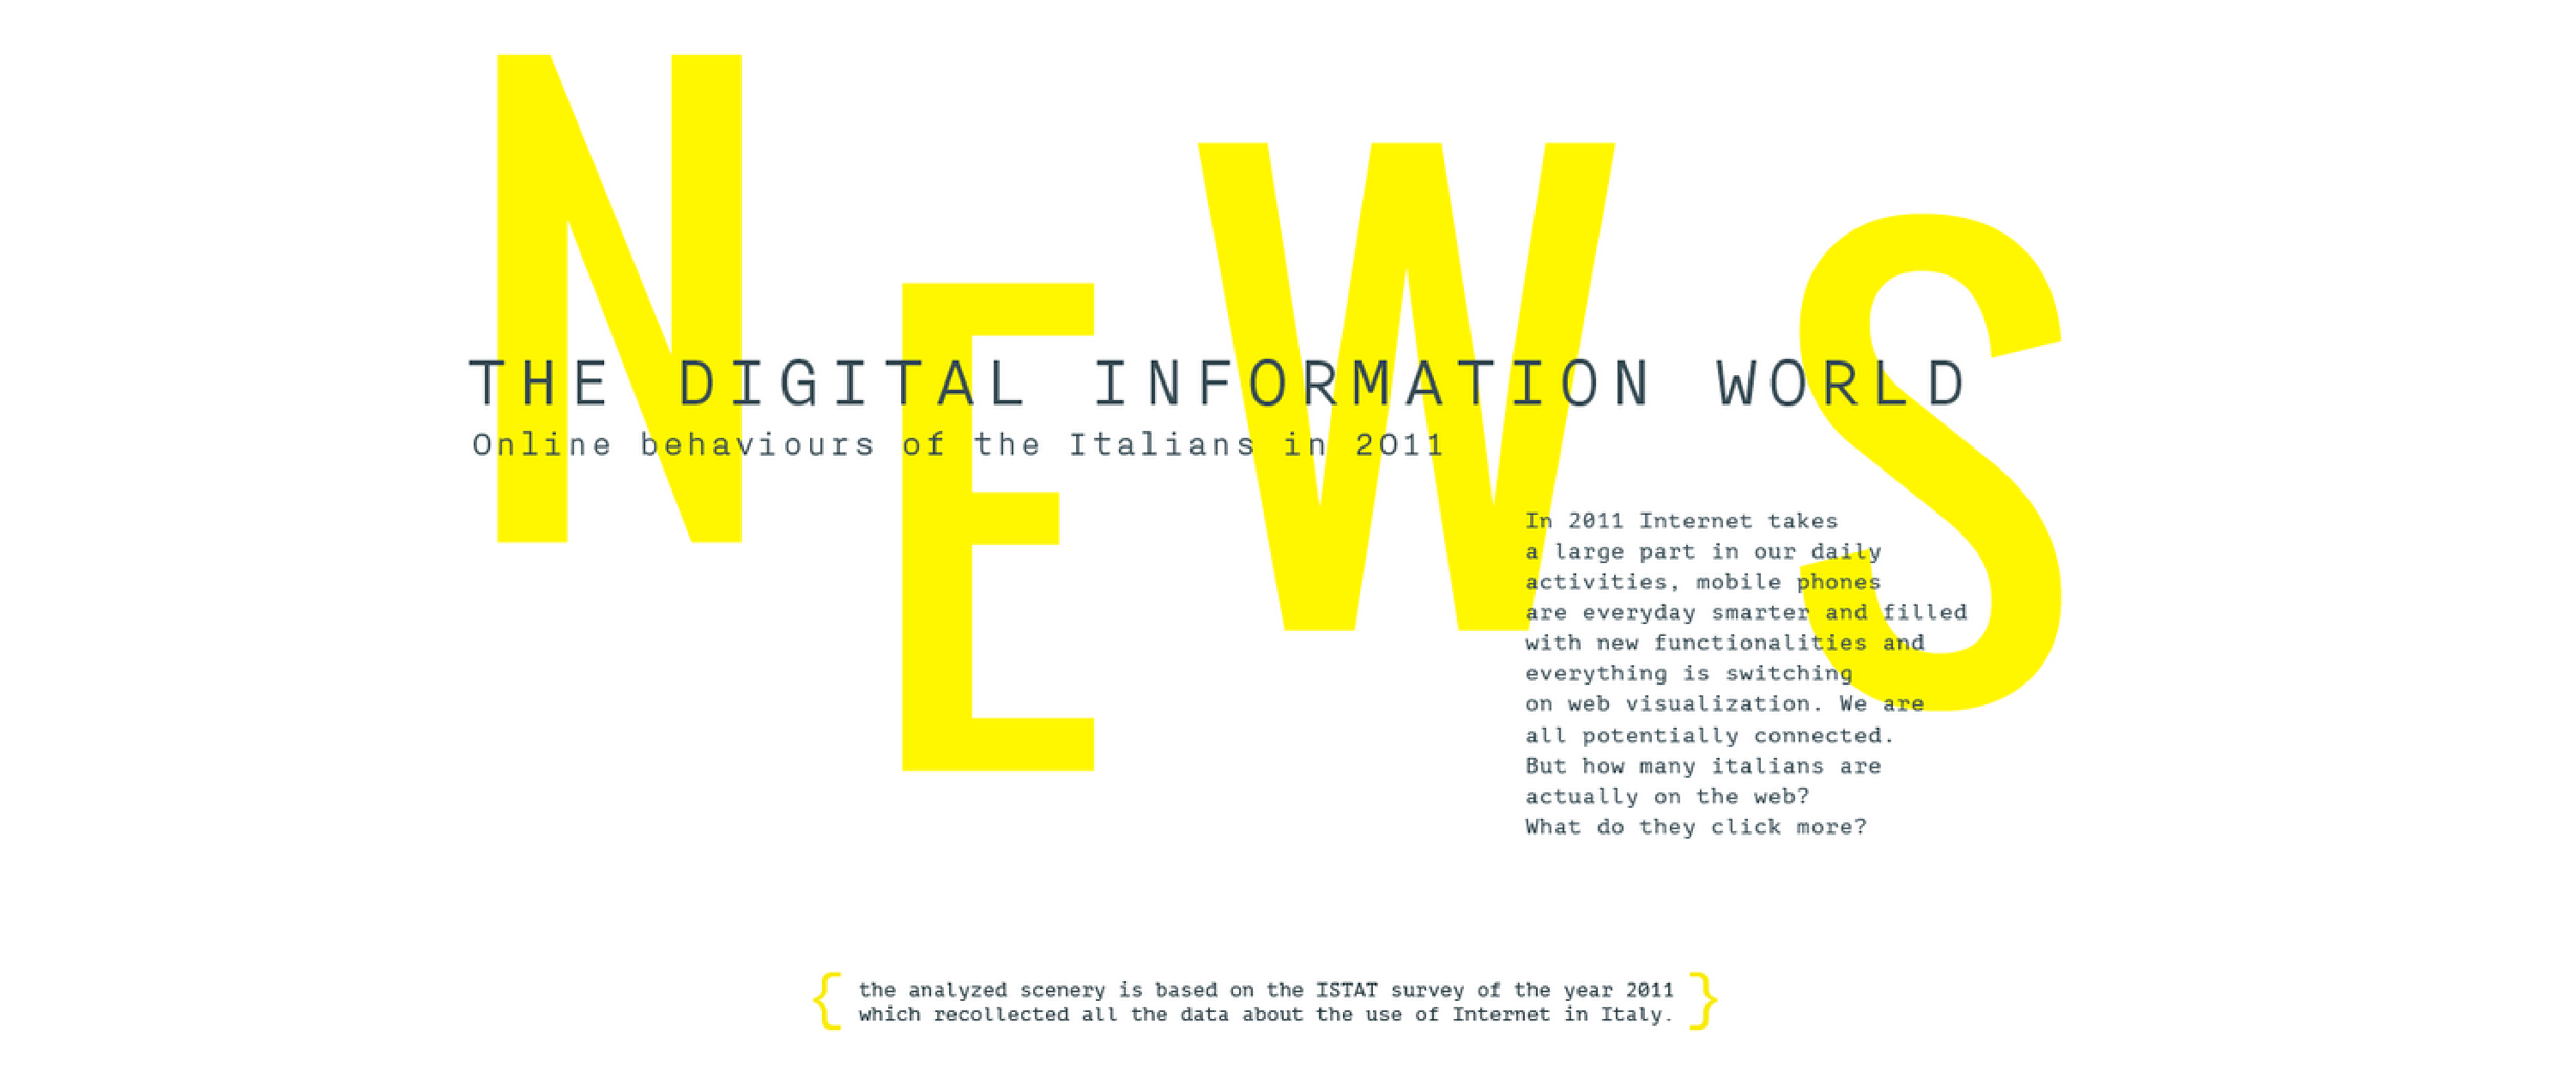 NEWS
THE DIGITAL INFORMATION WORLD
Online behaviours of the Italians in 2011
In 2011 Internet takes
a large part in our daily
activities, mobile phones
are everyday smarter and filled
with new functionalities and
everything is switching
on web visualization. We are
all potentially connected.
But how many italians are
actually on the web?
What do they click more?
{ the analyzed scenery is based on the ISTAT survey of the year 2011
which recollected all the data about the use of Internet in Italy. }